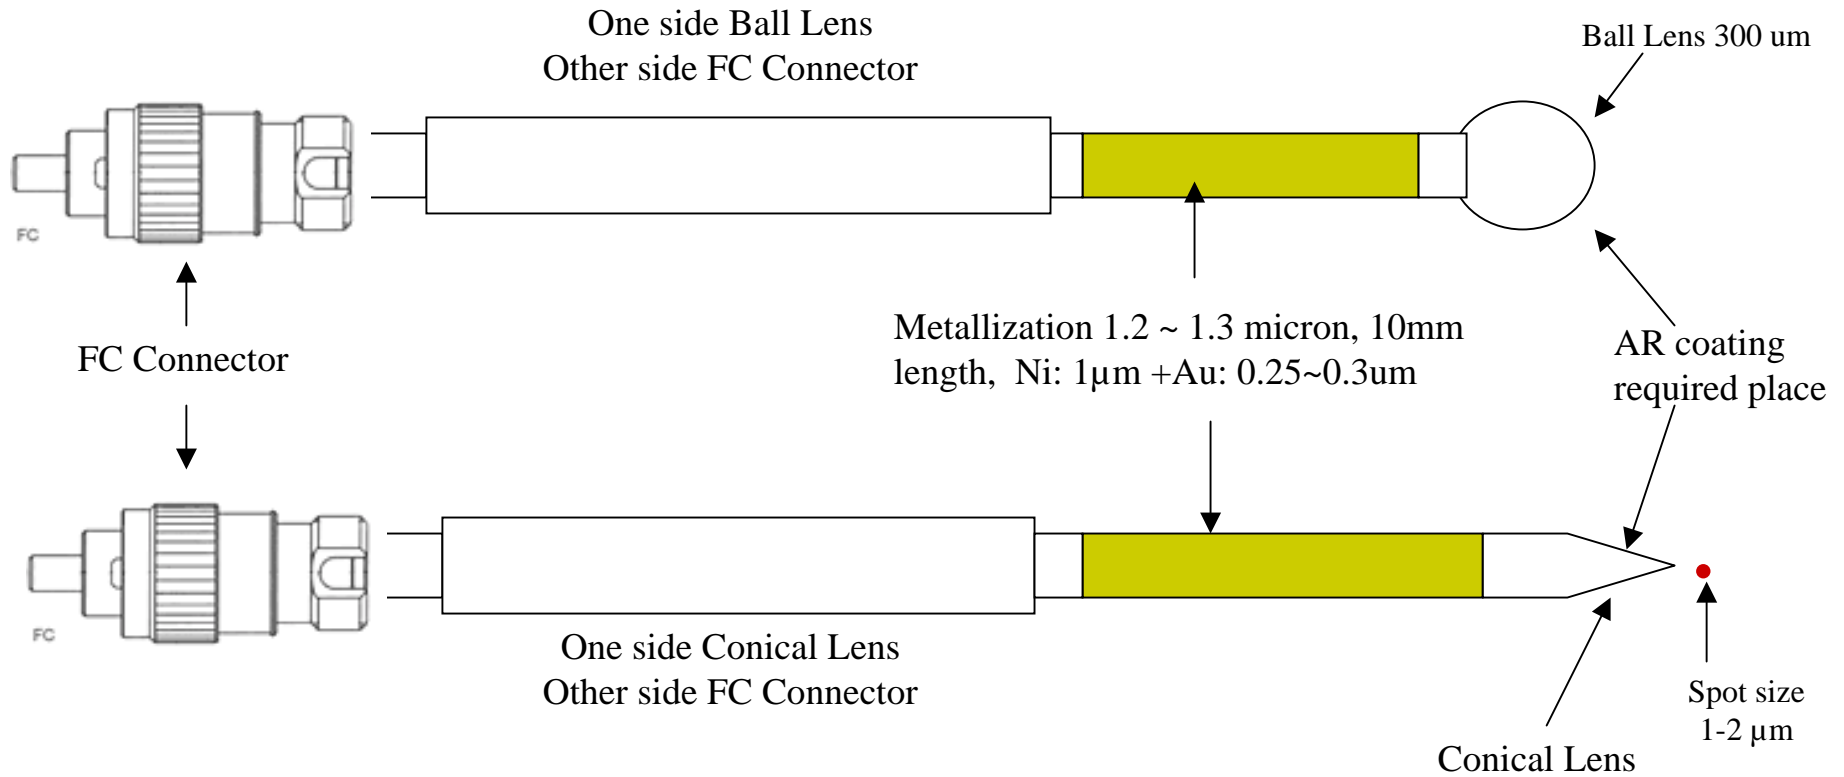 One side Ball Lens
Other side FC Connector
Ball Lens 300 um
FC
FC Connector
Metallization 1.2 ~ 1.3 micron, 10mm
length,  Ni: 1µm +Au: 0.25~0.3um
AR coating
required place
FC
One side Conical Lens
Other side FC Connector
Spot size
1-2 µm
Conical Lens